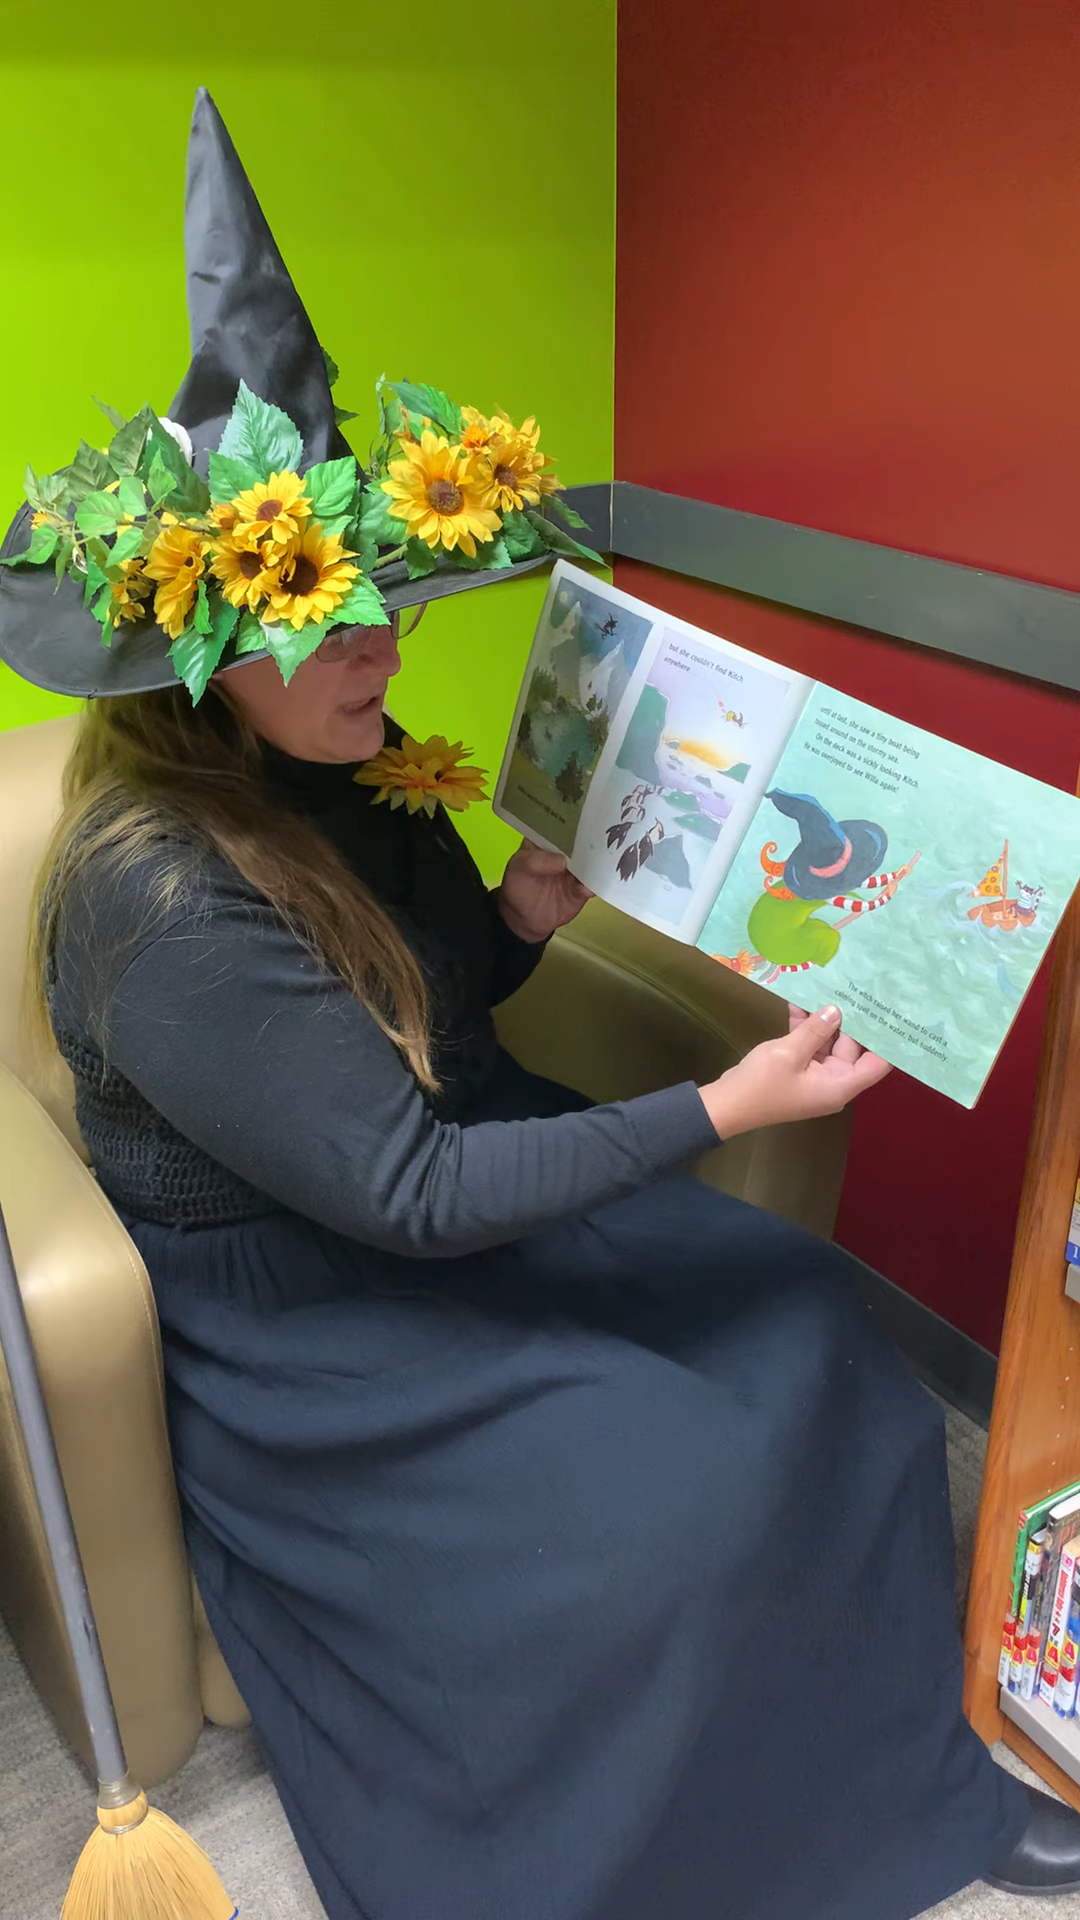 but she couldn't find Kitch
anywhere
until at last, she saw a tiny boat being
tossed around on the stormy sea.
On the deck was a sickly looking Kitch.
He was overjoyed to see Willa again!
The witch raised her wand to cast a
calming spell on the water, but suddenly